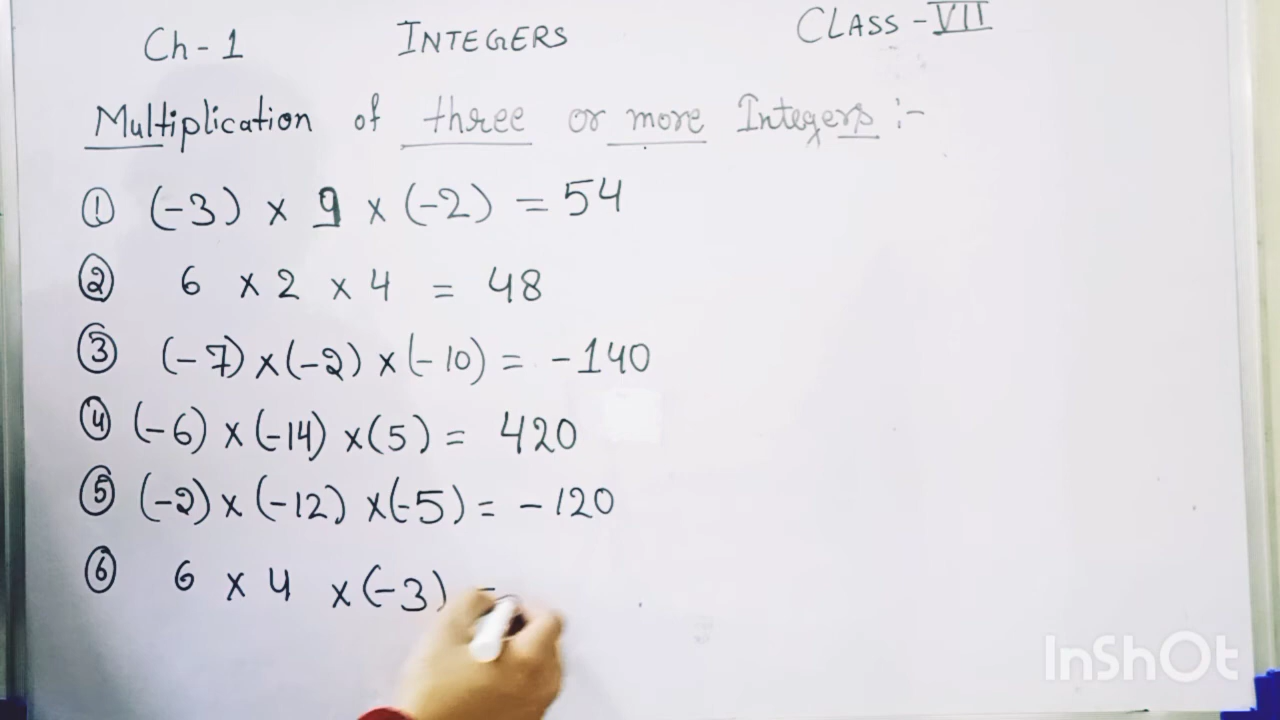 Ch - 1 INTEGERS CLASS - VII
Multiplication of three or more Integers :-
① (-3) × 9 × (-2) = 54
② 6 × 2 × 4 = 48
③ (-7) × (-2) × (-10) = -140
④ (-6) × (-14) × (5) = 420
⑤ (-2) × (-12) × (-5) = -120
⑥ 6 × 4 × (-3) =
InShOt